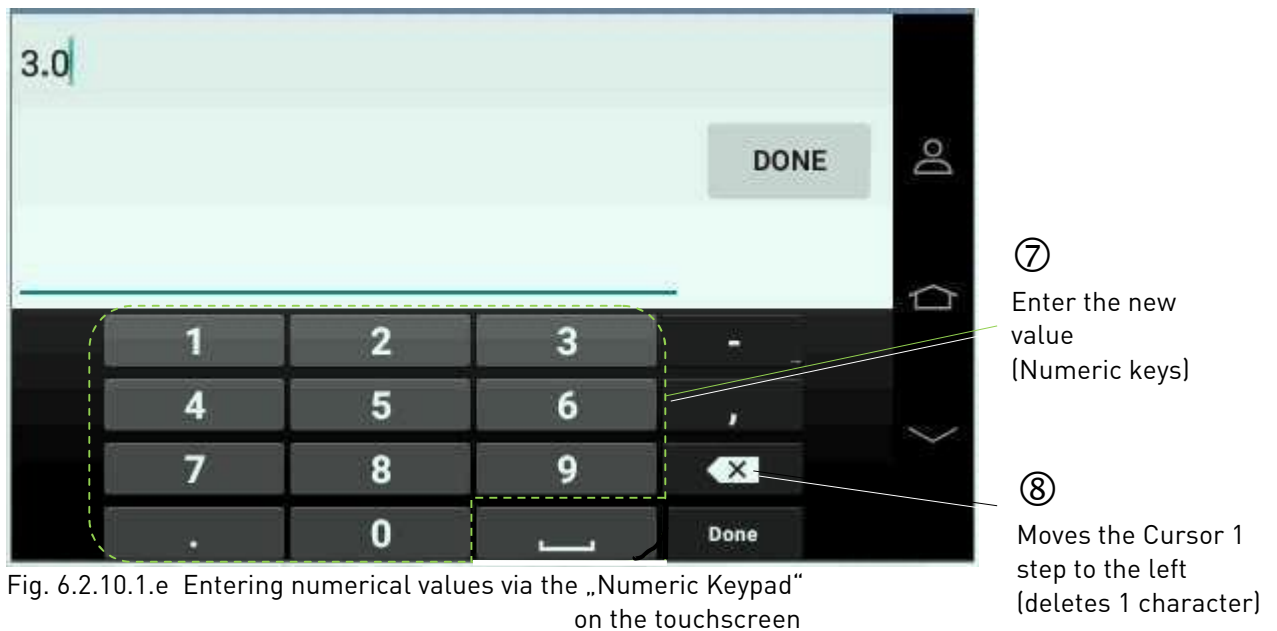 3.0
DONE
1 2 3 -
4 5 6 ,
7 8 9
. 0 Done
⑦
Enter the new
value
(Numeric keys)
⑧
Moves the Cursor 1
step to the left
(deletes 1 character)
Fig. 6.2.10.1.e Entering numerical values via the „Numeric Keypad“
on the touchscreen